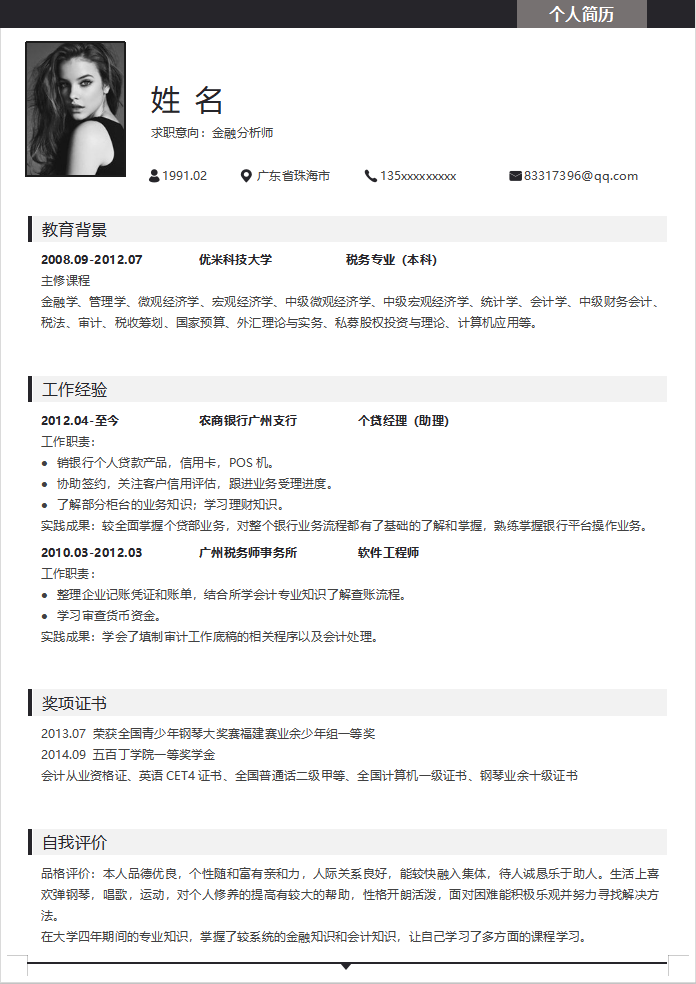 个人简历
姓 名
求职意向：金融分析师
1991.02 广东省珠海市 135xxxxxxxxx 83317396@qq.com
教育背景
2008.09-2012.07 优米科技大学 税务专业（本科）
主修课程
金融学、管理学、微观经济学、宏观经济学、中级微观经济学、中级宏观经济学、统计学、会计学、中级财务会计、
税法、审计、税收筹划、国家预算、外汇理论与实务、私募股权投资与理论、计算机应用等。
工作经验
2012.04-至今 农商银行广州支行 个贷经理（助理）
工作职责：
● 销银行个人贷款产品，信用卡，POS 机。
● 协助签约，关注客户信用评估，跟进业务受理进度。
● 了解部分柜台的业务知识；学习理财知识。
实践成果：较全面掌握个贷部业务，对整个银行业务流程都有了基础的了解和掌握，熟练掌握银行平台操作业务。
2010.03-2012.03 广州税务师事务所 软件工程师
工作职责：
● 整理企业记账凭证和账单，结合所学会计专业知识了解查账流程。
● 学习审查货币资金。
实践成果：学会了填制审计工作底稿的相关程序以及会计处理。
奖项证书
2013.07 荣获全国青少年钢琴大奖赛福建赛业余少年组一等奖
2014.09 五百丁学院一等奖学金
会计从业资格证、英语 CET4 证书、全国普通话二级甲等、全国计算机一级证书、钢琴业余十级证书
自我评价
品格评价：本人品德优良，个性随和富有亲和力，人际关系良好，能较快融入集体，待人诚恳乐于助人。生活上喜
欢弹钢琴，唱歌，运动，对个人修养的提高有较大的帮助，性格开朗活泼，面对困难能积极乐观并努力寻找解决方
法。
在大学四年期间的专业知识，掌握了较系统的金融知识和会计知识，让自己学习了多方面的课程学习。